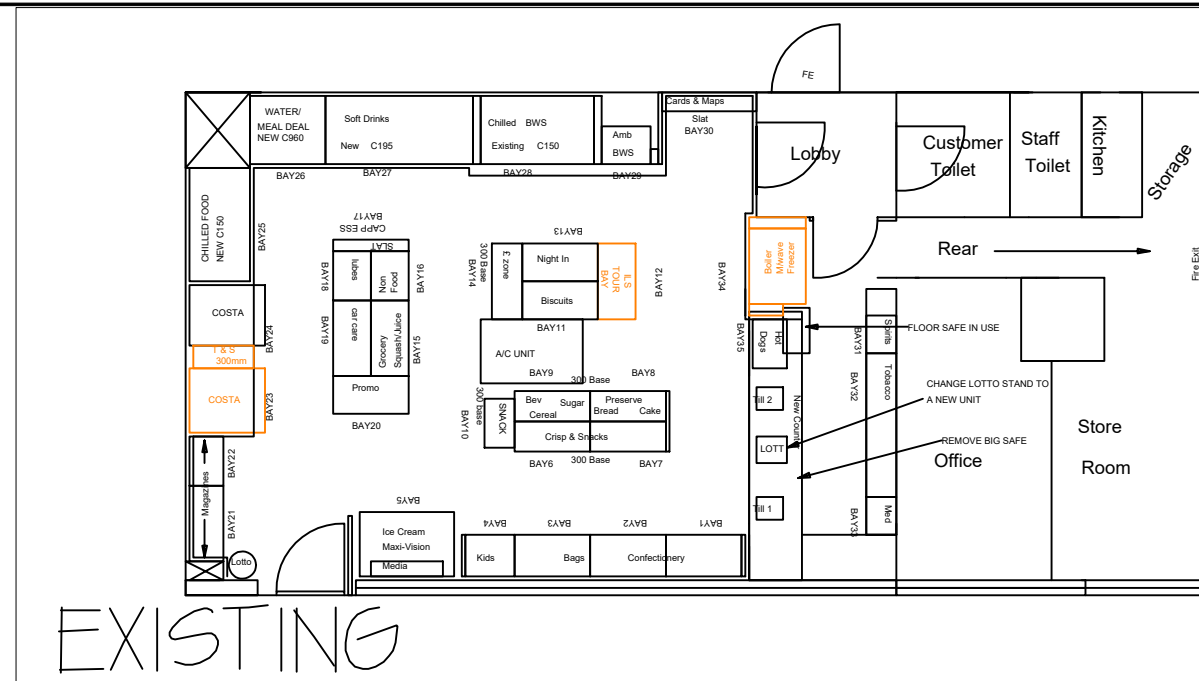 FE
Cards & Maps
Slat
BAY30
WATER/
MEAL DEAL
NEW C960
Soft Drinks
New C195
Chilled BWS
Existing C150
Amb
BWS
BAY26
BAY27
BAY28
BAY29
Lobby
Customer
Toilet
Staff
Toilet
Kitchen
Storage
CHILLED FOOD
NEW C150
BAY25
BAY17
CAPP ESS
SLAT
BAY18
lubes
Non
Food
BAY16
BAY19
car care
Grocery
Squash/Juice
BAY15
Promo
BAY20
BAY13
300 Base
BAY14
£ zone
Night In
Biscuits
ILS
TOUR
BAY
BAY12
BAY11
A/C UNIT
BAY34
Boiler
M/wave
Freezer
Rear
Fire Exit
COSTA
BAY24
T & S
300mm
COSTA
BAY23
BAY9
300 Base
BAY8
300 base
BAY10
SNACK
Bev
Cereal
Sugar
Preserve
Bread
Cake
Crisp & Snacks
BAY6
300 Base
BAY7
BAY35
Hot
Dogs
FLOOR SAFE IN USE
BAY31
Spirits
BAY32
Tobacco
Till 2
New Counter
CHANGE LOTTO STAND TO
A NEW UNIT
LOTT
REMOVE BIG SAFE
Office
Store
Room
Till 1
BAY33
Med
Magazines
BAY22
BAY21
Lotto
BAY5
Ice Cream
Maxi-Vision
Media
BAY4
BAY3
BAY2
BAY1
Kids
Bags
Confectionery
EXISTING